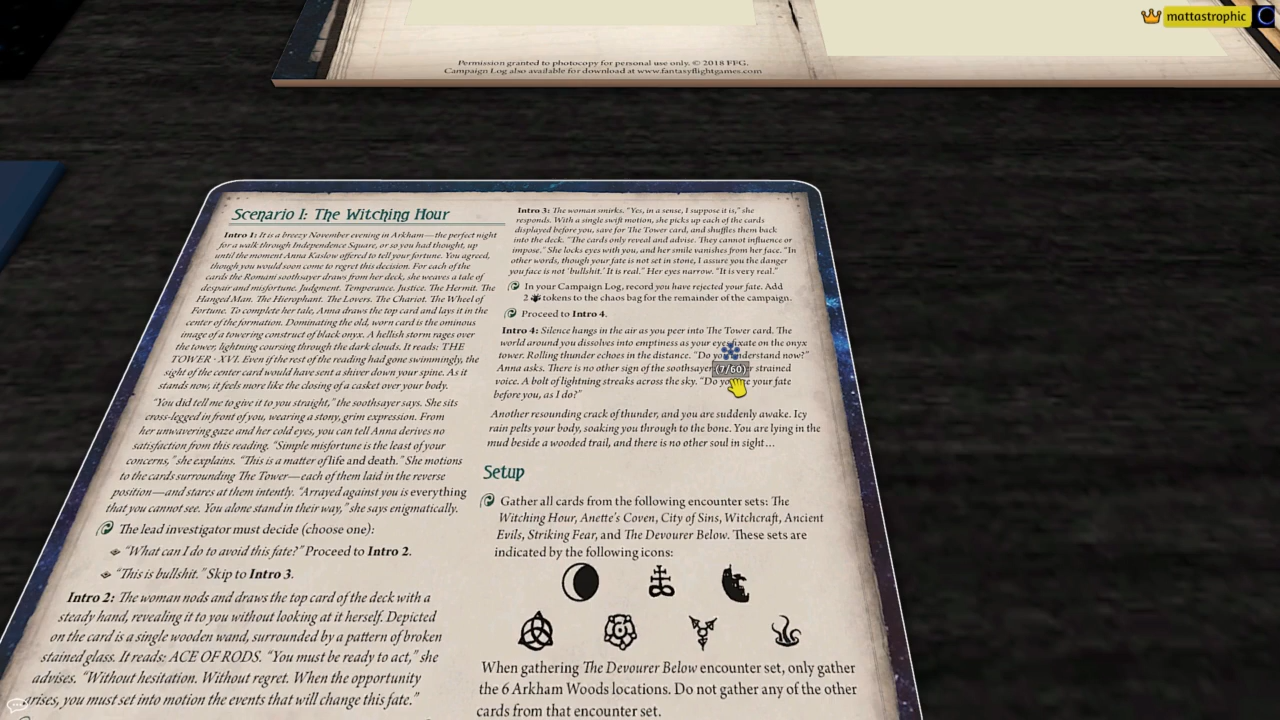 mattastrophic
Permission granted to photocopy for personal use only. © 2018 FFG.
Campaign Log also available for download at www.fantasyflightgames.com
Scenario I: The Witching Hour
Intro 1: It is a breezy November evening in Arkham—the perfect night
for a walk through Independence Square, or so you had thought, up
until the moment Anna Kaslow offered to tell your fortune. You agreed,
though you would soon come to regret this decision. For each of the
cards the Romani soothsayer draws from her deck, she weaves a tale of
despair and misfortune. Judgment. Temperance. Justice. The Hermit. The
Hanged Man. The Hierophant. The Lovers. The Chariot. The Wheel of
Fortune. To complete her tale, Anna draws the top card and lays it in the
center of the formation. Dominating the old, worn card is the ominous
image of a towering construct of black onyx. A hellish storm rages over
the tower, lightning coursing through the dark clouds. It reads: THE
TOWER · XVI. Even if the rest of the reading had gone swimmingly, the
sight of the center card would have sent a shiver down your spine. As it
stands now, it feels more like the closing of a casket over your body.
"You did tell me to give it to you straight," the soothsayer says. She sits
cross-legged in front of you, wearing a stony, grim expression. From
her unwavering gaze and her cold eyes, you can tell Anna derives no
satisfaction from this reading. "Simple misfortune is the least of your
concerns," she explains. "This is a matter of life and death." She motions
to the cards surrounding The Tower—each of them laid in the reverse
position—and stares at them intently. "Arrayed against you is everything
that you cannot see. You alone stand in their way," she says enigmatically.
The lead investigator must decide (choose one):
"What can I do to avoid this fate?" Proceed to Intro 2.
"This is bullshit." Skip to Intro 3.
Intro 2: The woman nods and draws the top card of the deck with a
steady hand, revealing it to you without looking at it herself. Depicted
on the card is a single wooden wand, surrounded by a pattern of broken
stained glass. It reads: ACE OF RODS. "You must be ready to act," she
advises. "Without hesitation. Without regret. When the opportunity
arises, you must set into motion the events that will change this fate."
Intro 3: The woman smirks. "Yes, in a sense, I suppose it is," she
responds. With a single swift motion, she picks up each of the cards
displayed before you, save for The Tower card, and shuffles them back
into the deck. "The cards only reveal and advise. They cannot influence or
impose." She locks eyes with you, and her smile vanishes from her face. "In
other words, though your fate is not set in stone, I assure you the danger
you face is not 'bullshit.' It is real." Her eyes narrow. "It is very real."
In your Campaign Log, record you have rejected your fate. Add
2 tokens to the chaos bag for the remainder of the campaign.
Proceed to Intro 4.
Intro 4: Silence hangs in the air as you peer into The Tower card. The
world around you dissolves into emptiness as your eyes fixate on the onyx
tower. Rolling thunder echoes in the distance. "Do you understand now?"
Anna asks. There is no other sign of the soothsayer strained
voice. A bolt of lightning streaks across the sky. "Do you your fate
before you, as I do?"
(7/60)
Another resounding crack of thunder, and you are suddenly awake. Icy
rain pelts your body, soaking you through to the bone. You are lying in the
mud beside a wooded trail, and there is no other soul in sight…
Setup
Gather all cards from the following encounter sets: The
Witching Hour, Anette's Coven, City of Sins, Witchcraft, Ancient
Evils, Striking Fear, and The Devourer Below. These sets are
indicated by the following icons:
When gathering The Devourer Below encounter set, only gather
the 6 Arkham Woods locations. Do not gather any of the other
cards from that encounter set.